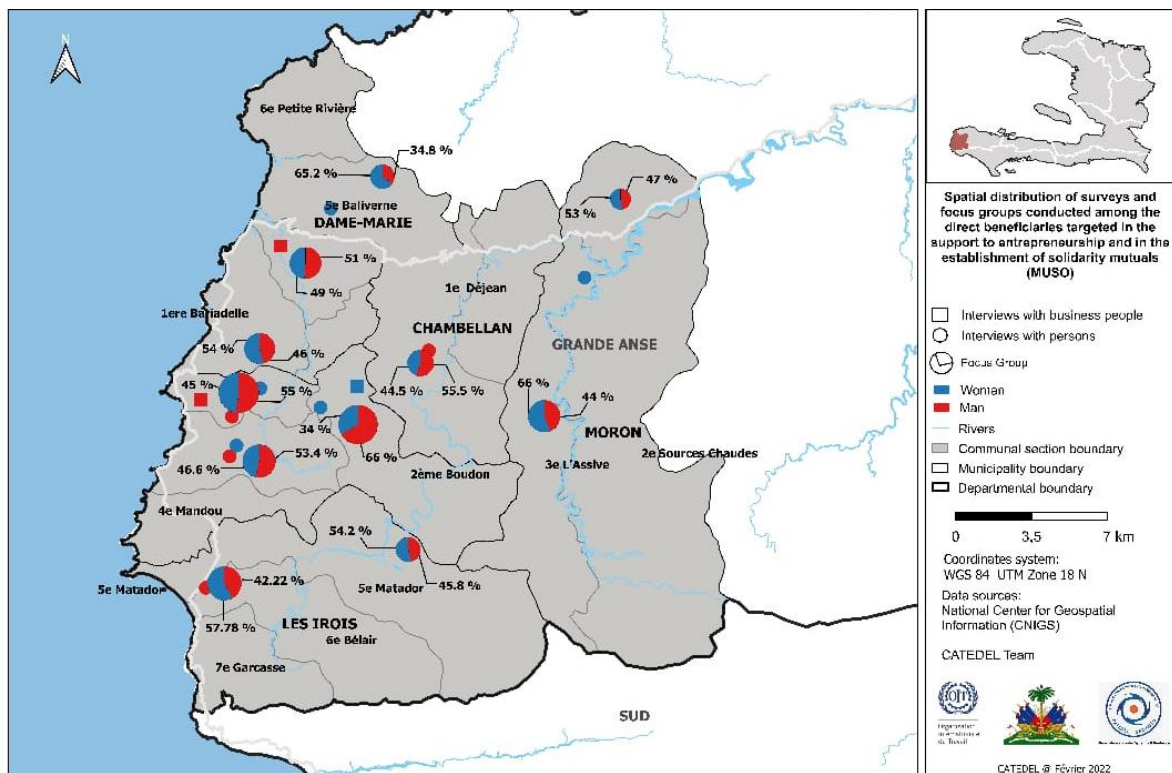 N
6e Petite Rivière
34.8 %
65.2 %
5e Baliverne
DAME-MARIE
47 %
53 %
51 %
49 %
1e Déjean
1ere Bariadelle
CHAMBELLAN
GRANDE ANSE
54 %
46 %
45 %
55 %
44.5 %
55.5 %
66 %
44 %
34 %
66 %
MORON
53.4 %
46.6 %
2ème Boudon
3e L'Assive
2e Sources Chaudes
4e Mandou
54.2 %
45.8 %
5e Matador
42.22 %
5e Matador
57.78 %
LES IROIS
6e Bélair
7e Garcasse
SUD
Spatial distribution of surveys and
focus groups conducted among the
direct beneficiaries targeted in the
support to entrepreneurship and in the
establishment of solidarity mutuals
(MUSO)
Interviews with business people
Interviews with persons
Focus Group
Woman
Man
Rivers
Communal section boundary
Municipality boundary
Departmental boundary
0 3,5 7 km
Coordinates system:
WGS 84 UTM Zone 18 N
Data sources:
National Center for Geospatial
Information (CNIGS)
CATEDEL Team
Organisation
internationale
du Travail
CATEDEL @ Février 2022